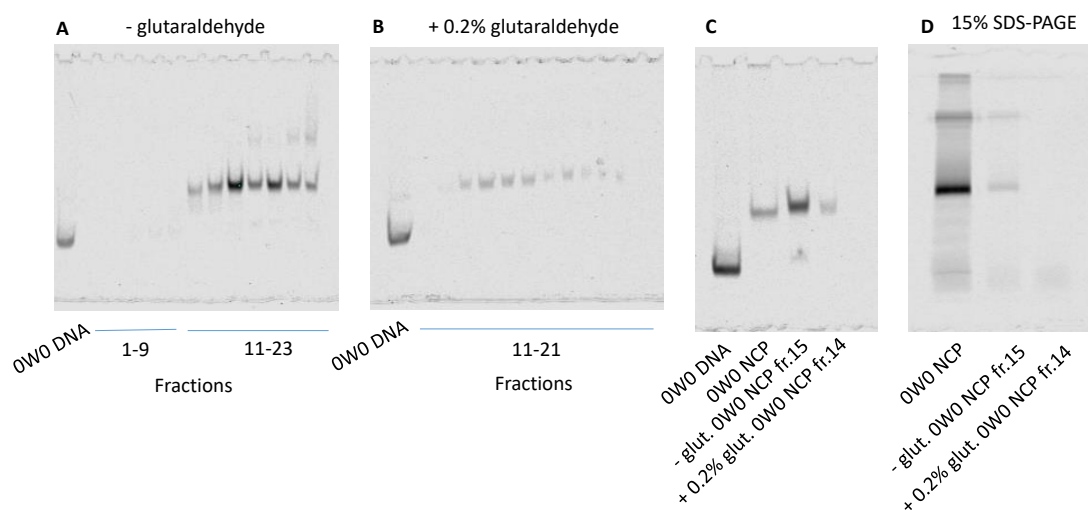 A - glutaraldehyde
B + 0.2% glutaraldehyde
C
D 15% SDS-PAGE
0W0 DNA
1-9
11-23
Fractions
0W0 DNA
11-21
Fractions
0W0 DNA
0W0 NCP
- glut. 0W0 NCP fr.15
+ 0.2% glut. 0W0 NCP fr.14
0W0 NCP
- glut. 0W0 NCP fr.15
+ 0.2% glut. 0W0 NCP fr.14